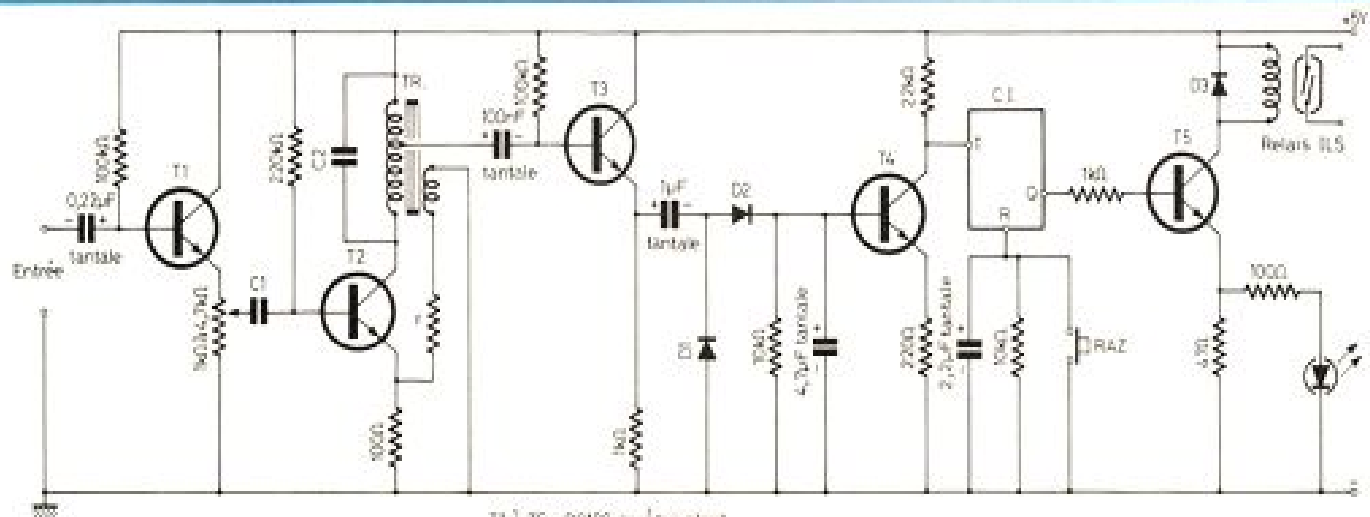 +5V
100kΩ
T1
0,22µF
- +
tantale
Entrée
1kΩà4,7kΩ
C1
220kΩ
C2
TR.
T2
r
100Ω
100nF
+ -
tantale
100kΩ
T3
1kΩ
1µF
+ -
tantale
D1
D2
10kΩ
4,7µF tantale
T4
220Ω
C I
Q
R
2,2µF tantale
10kΩ
RAZ
1kΩ
T5
D3
Relais ILS
100Ω